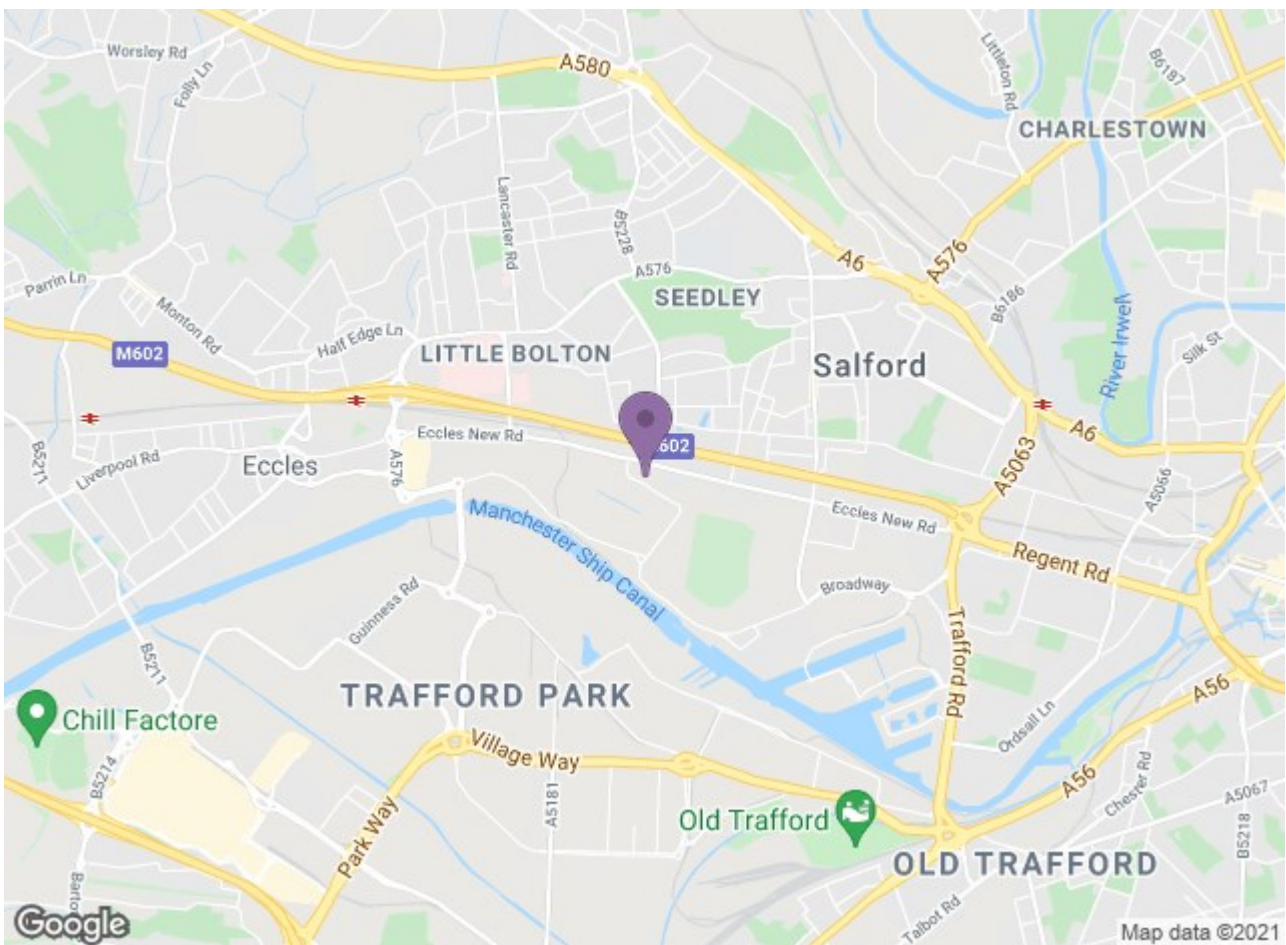 Worsley Rd
Folly Ln
A580
Littleton Rd
B6187
CHARLESTOWN
Lancaster Rd
B5228
A576
A6
A576
Parrin Ln
SEEDLEY
B6186
River Irwell
Monton Rd
Half Edge Ln
M602
LITTLE BOLTON
Salford
Silk St
Eccles New Rd
602
A6
B5211
Liverpool Rd
Eccles
A576
A5063
A5066
Manchester Ship Canal
Eccles New Rd
Regent Rd
Guinness Rd
Broadway
B5211
Trafford Rd
TRAFFORD PARK
A56
Chill Factore
Ordsall Ln
Village Way
B5214
A5181
A56
Chester Rd
A5067
Park Way
Old Trafford
B5218
OLD TRAFFORD
Talbot Rd
Google
Map data ©2021